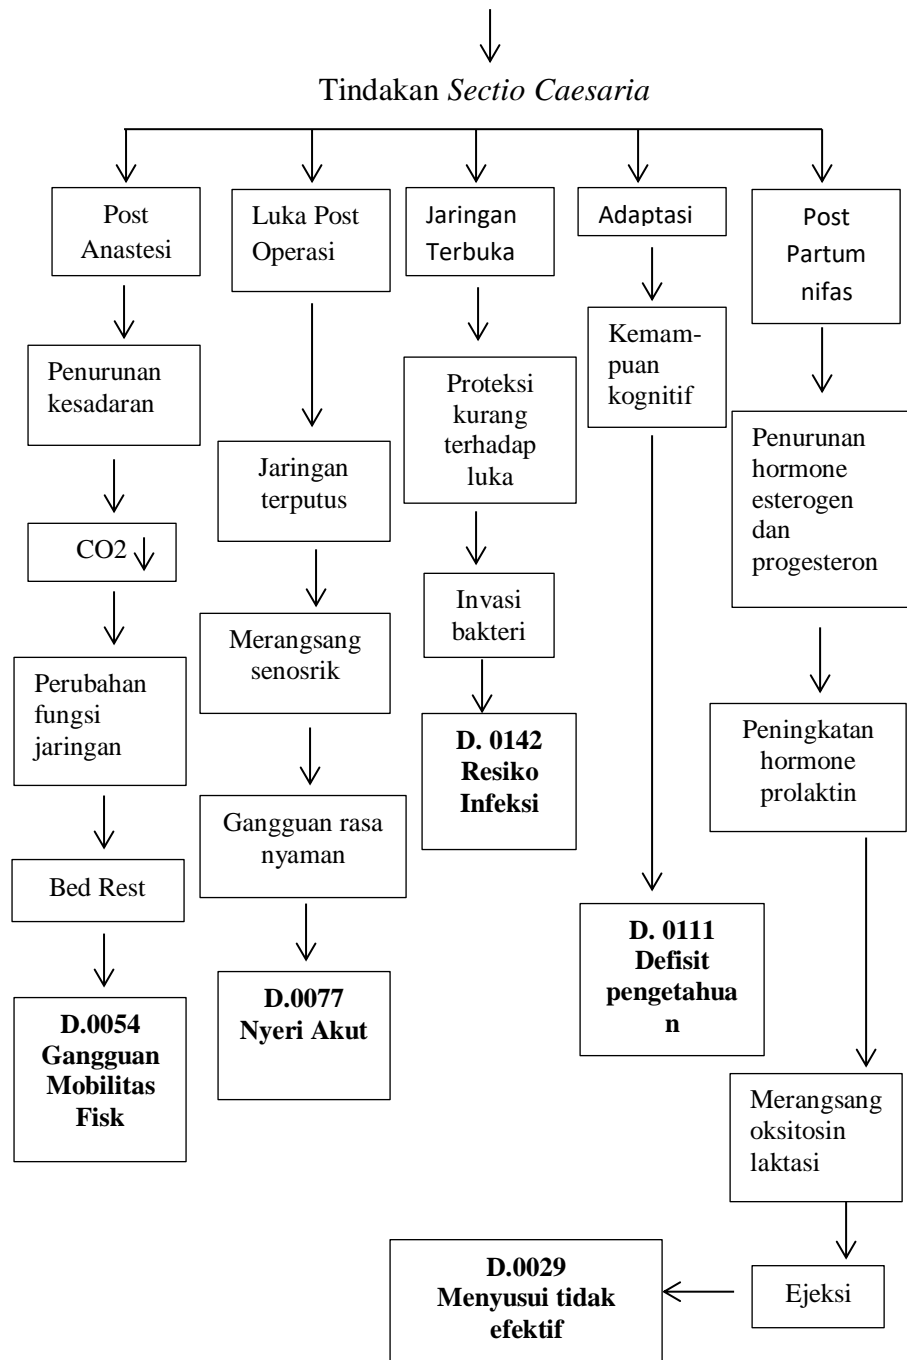 Tindakan Sectio Caesaria
Post
Anastesi
Luka Post
Operasi
Jaringan
Terbuka
Adaptasi
Post
Partum
nifas
Penurunan
kesadaran
Jaringan
terputus
Proteksi
kurang
terhadap
luka
Kemam-
puan
kognitif
Penurunan
hormone
esterogen
dan
progesteron
CO2
Invasi
bakteri
Perubahan
fungsi
jaringan
Merangsang
senosrik
D. 0142
Resiko
Infeksi
Peningkatan
hormone
prolaktin
Bed Rest
Gangguan rasa
nyaman
D. 0111
Defisit
pengetahua
n
D.0054
Gangguan
Mobilitas
Fisk
D.0077
Nyeri Akut
Merangsang
oksitosin
laktasi
D.0029
Menyusui tidak
efektif
Ejeksi